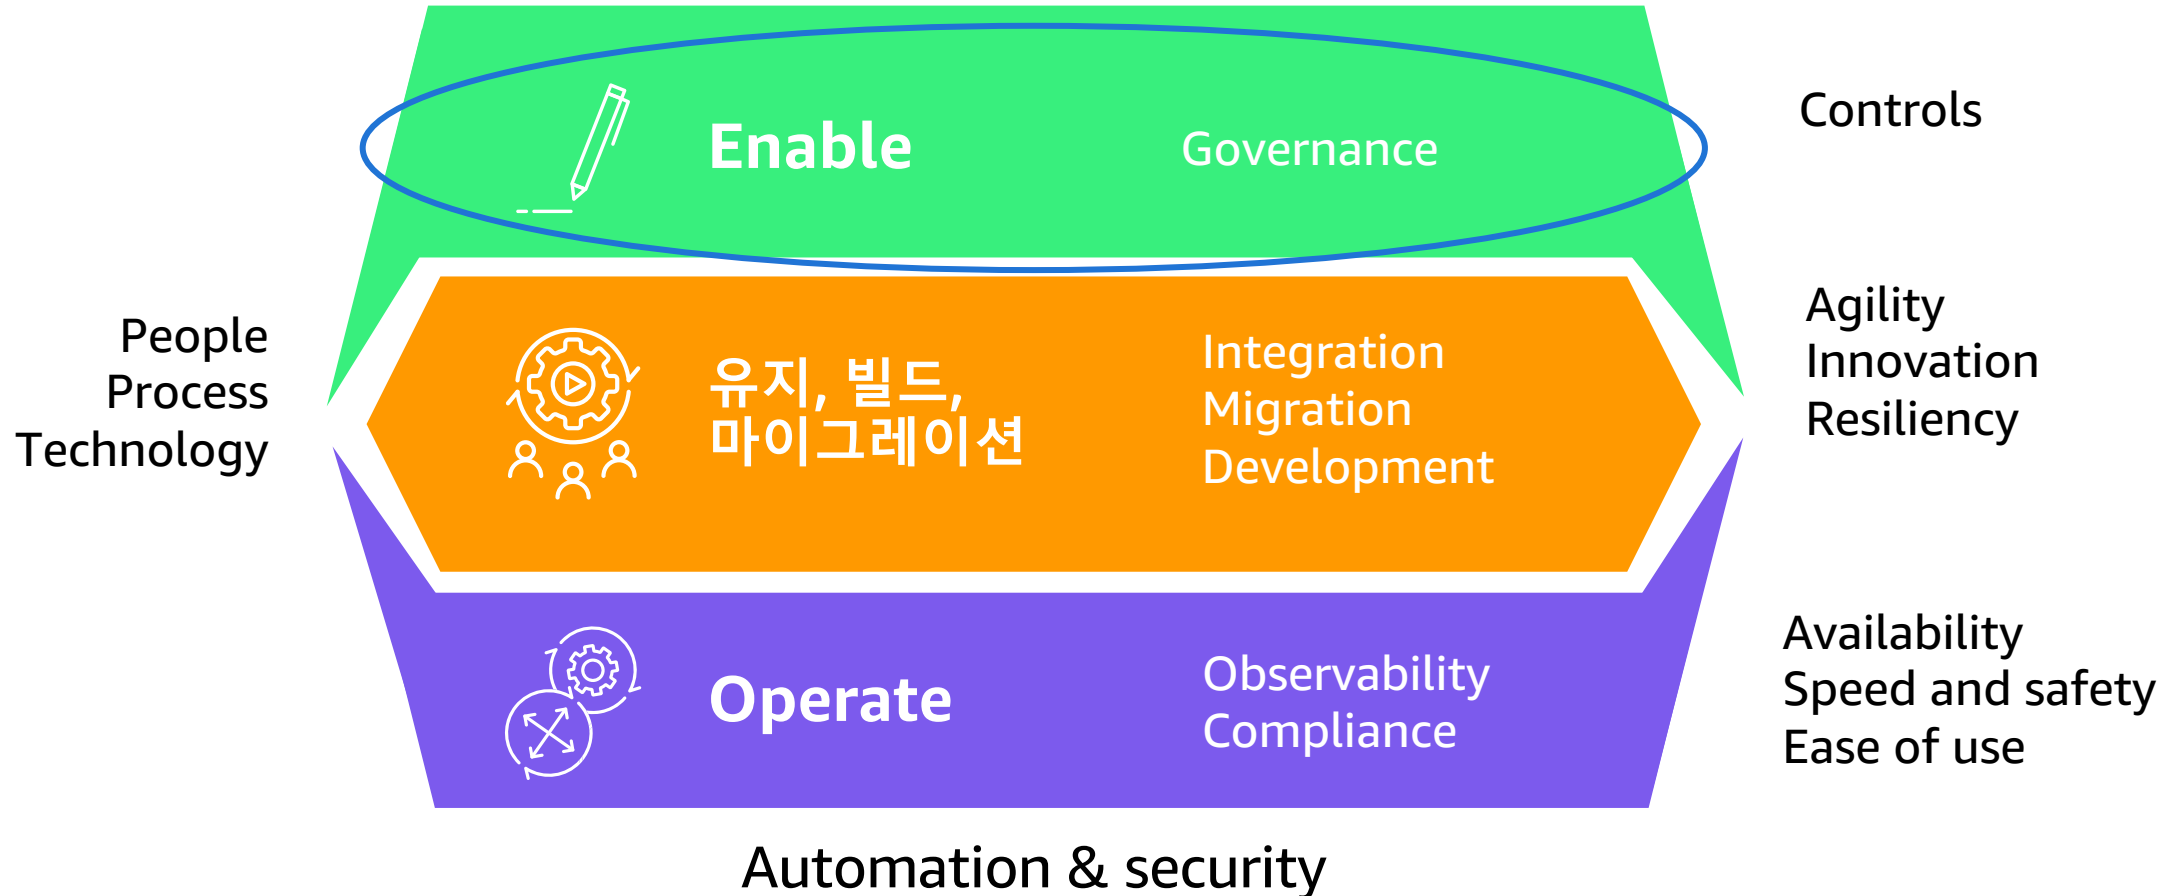 Enable
Governance
Controls
People
Process
Technology
유지, 빌드,
마이그레이션
Integration
Migration
Development
Agility
Innovation
Resiliency
Operate
Observability
Compliance
Availability
Speed and safety
Ease of use
Automation & security